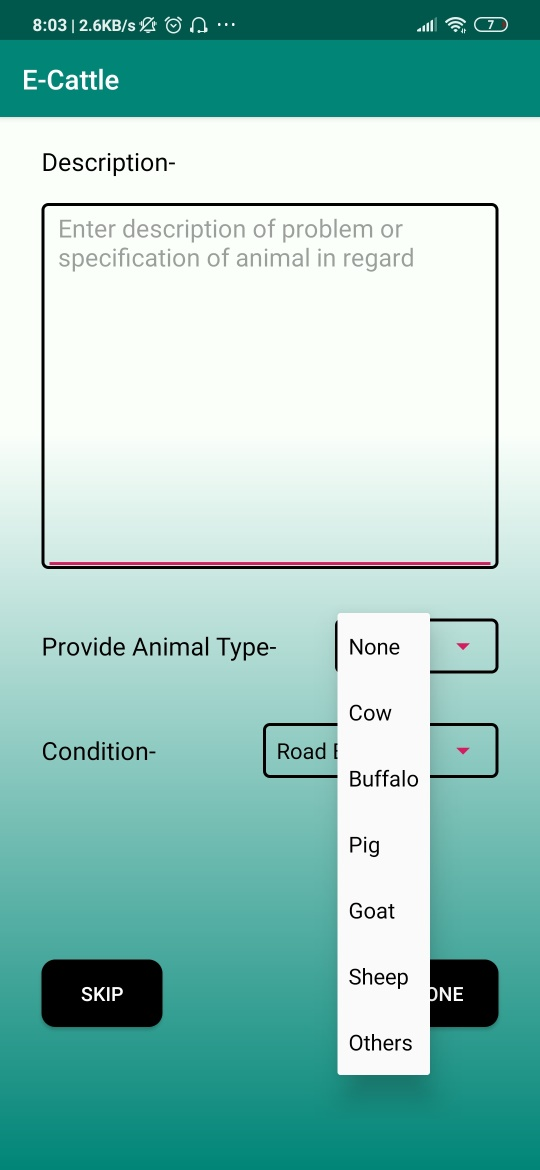 8:03 | 2.6KB/s ... 7
E-Cattle
Description-
Enter description of problem or
specification of animal in regard
Provide Animal Type-
None
Cow
Condition-
Road
Buffalo
Pig
Goat
Sheep
SKIP
ONE
Others